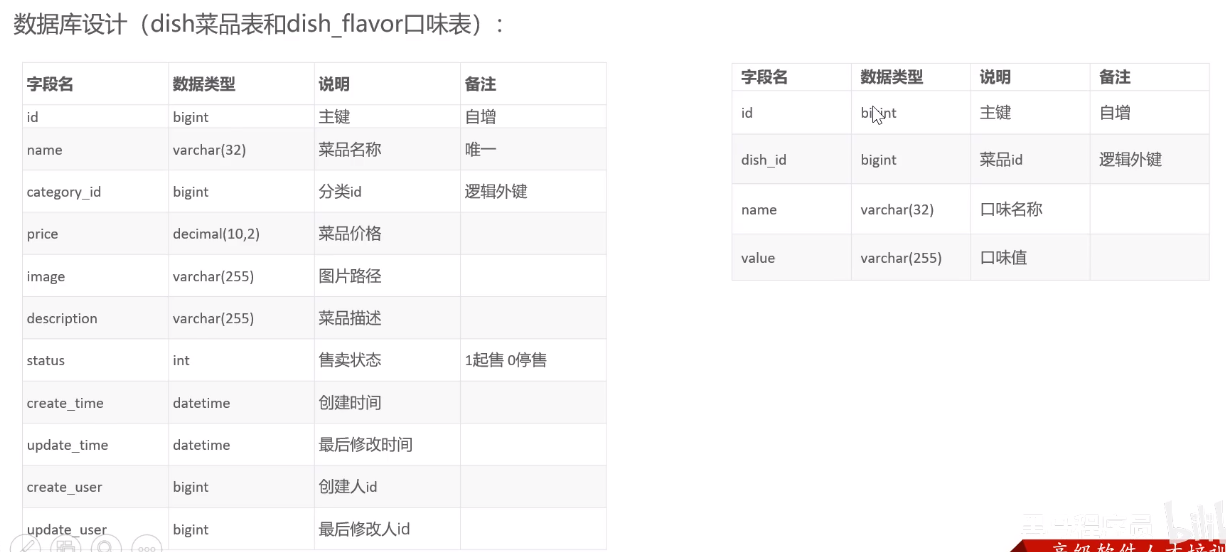 数据库设计（dish菜品表和dish_flavor口味表）：
字段名 数据类型 说明 备注
id bigint 主键 自增
name varchar(32) 菜品名称 唯一
category_id bigint 分类id 逻辑外键
price decimal(10,2) 菜品价格
image varchar(255) 图片路径
description varchar(255) 菜品描述
status int 售卖状态 1起售 0停售
create_time datetime 创建时间
update_time datetime 最后修改时间
create_user bigint 创建人id
update_user bigint 最后修改人id
字段名 数据类型 说明 备注
id bigint 主键 自增
dish_id bigint 菜品id 逻辑外键
name varchar(32) 口味名称
value varchar(255) 口味值
高级软件人才培训